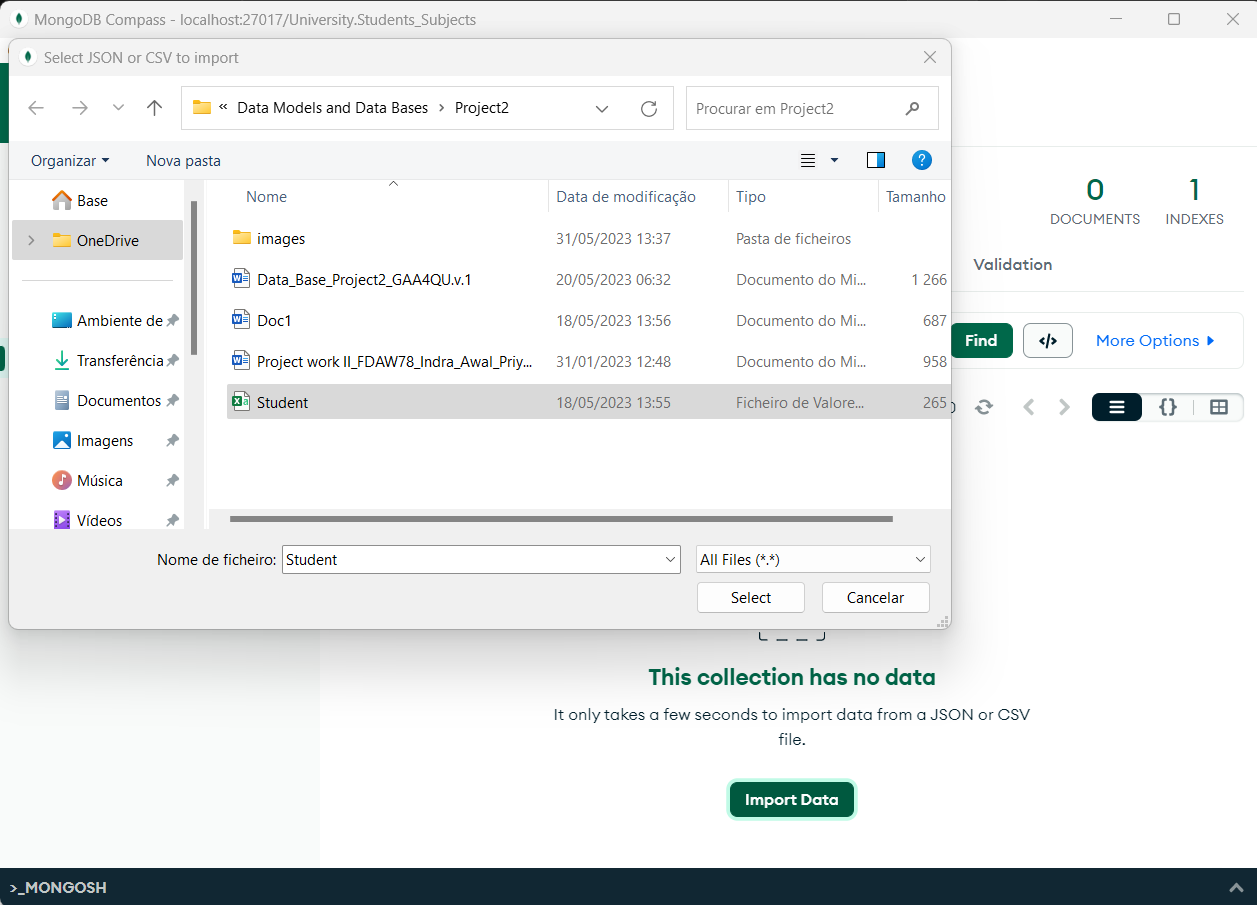 MongoDB Compass - localhost:27017/University.Students_Subjects
Select JSON or CSV to import
« Data Models and Data Bases › Project2
Procurar em Project2
Organizar
Nova pasta
?
Base
OneDrive
Ambiente de
Transferência
Documentos
Imagens
Música
Vídeos
Nome Data de modificação Tipo Tamanho
images 31/05/2023 13:37 Pasta de ficheiros
Data_Base_Project2_GAA4QU.v.1 20/05/2023 06:32 Documento do Mi... 1 266
Doc1 18/05/2023 13:56 Documento do Mi... 687
Project work II_FDAW78_Indra_Awal_Priy... 31/01/2023 12:48 Documento do Mi... 958
Student 18/05/2023 13:55 Ficheiro de Valore... 265
Nome de ficheiro: Student
All Files (*.*)
Select
Cancelar
0
DOCUMENTS
1
INDEXES
Validation
Find
</>
More Options
{}
This collection has no data
It only takes a few seconds to import data from a JSON or CSV
file.
Import Data
>_MONGOSH